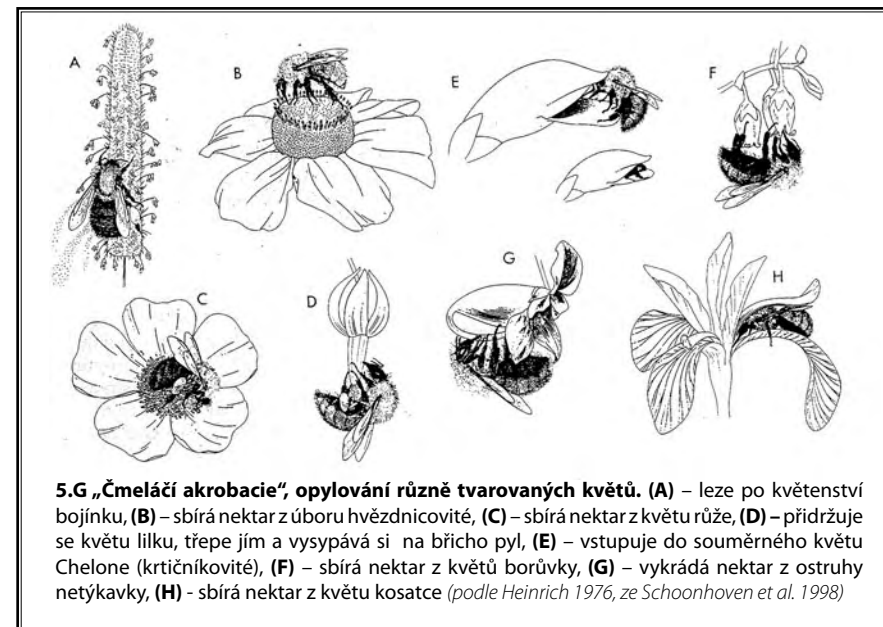 A
B
E
F
C
D
G
H
5.G „Čmeláčí akrobacie“, opylování různě tvarovaných květů. (A) – leze po květenství
bojínku, (B) – sbírá nektar z úboru hvězdnicovité, (C) – sbírá nektar z květu růže, (D) – přidržuje
se květu lilku, třepe jím a vysypává si na břicho pyl, (E) – vstupuje do souměrného květu
Chelone (krtičníkovité), (F) – sbírá nektar z květů borůvky, (G) – vykrádá nektar z ostruhy
netýkavky, (H) - sbírá nektar z květu kosatce (podle Heinrich 1976, ze Schoonhoven et al. 1998)